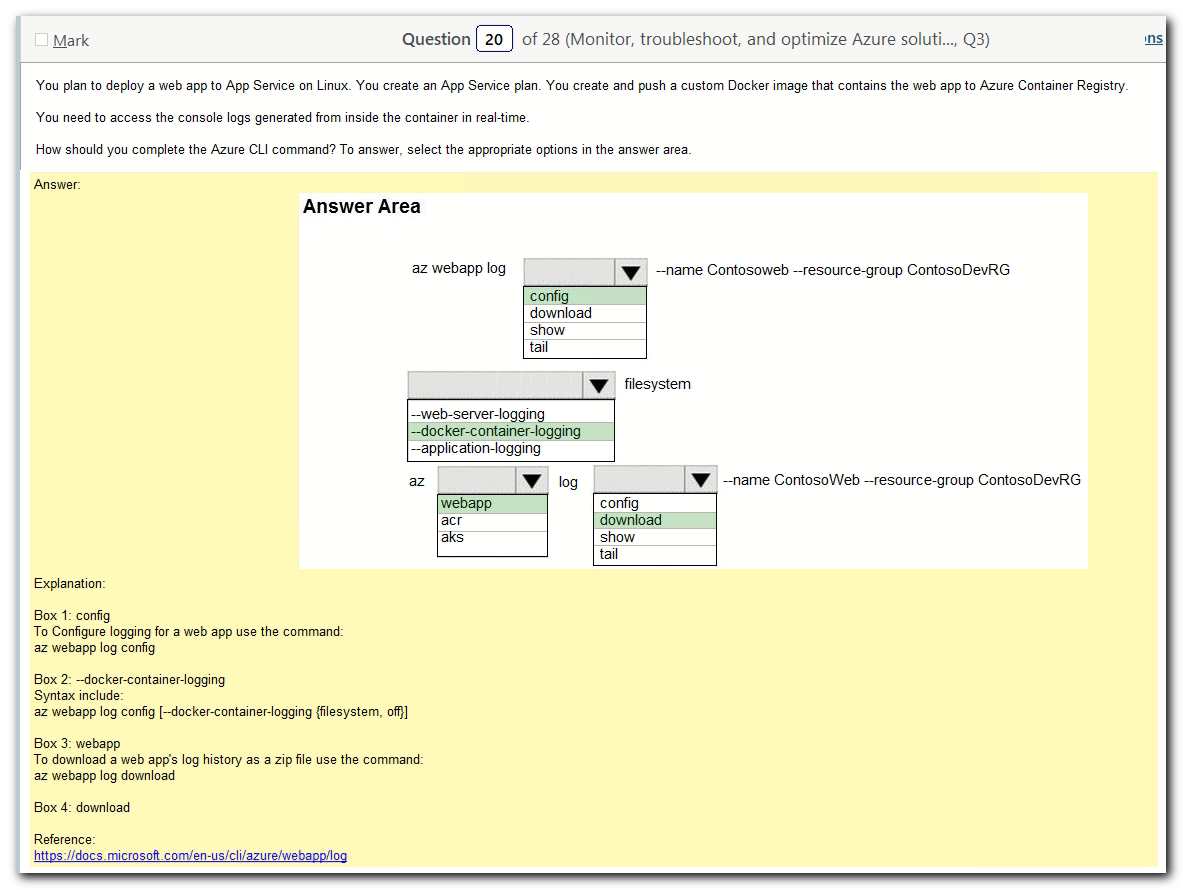 Mark
Question 20 of 28 (Monitor, troubleshoot, and optimize Azure soluti..., Q3)
ns
You plan to deploy a web app to App Service on Linux. You create an App Service plan. You create and push a custom Docker image that contains the web app to Azure Container Registry.
You need to access the console logs generated from inside the container in real-time.
How should you complete the Azure CLI command? To answer, select the appropriate options in the answer area.
Answer:
Answer Area
az webapp log --name Contosoweb --resource-group ContosoDevRG
config
download
show
tail
filesystem
--web-server-logging
--docker-container-logging
--application-logging
az log --name ContosoWeb --resource-group ContosoDevRG
webapp
acr
aks
config
download
show
tail
Explanation:
Box 1: config
To Configure logging for a web app use the command:
az webapp log config
Box 2: --docker-container-logging
Syntax include:
az webapp log config [--docker-container-logging {filesystem, off}]
Box 3: webapp
To download a web app's log history as a zip file use the command:
az webapp log download
Box 4: download
Reference:
https://docs.microsoft.com/en-us/cli/azure/webapp/log